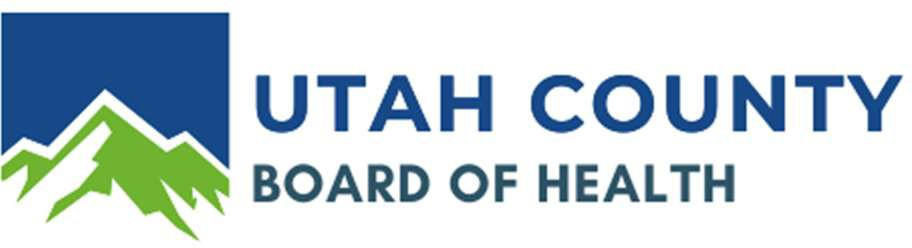 UTAH COUNTY
BOARD OF HEALTH